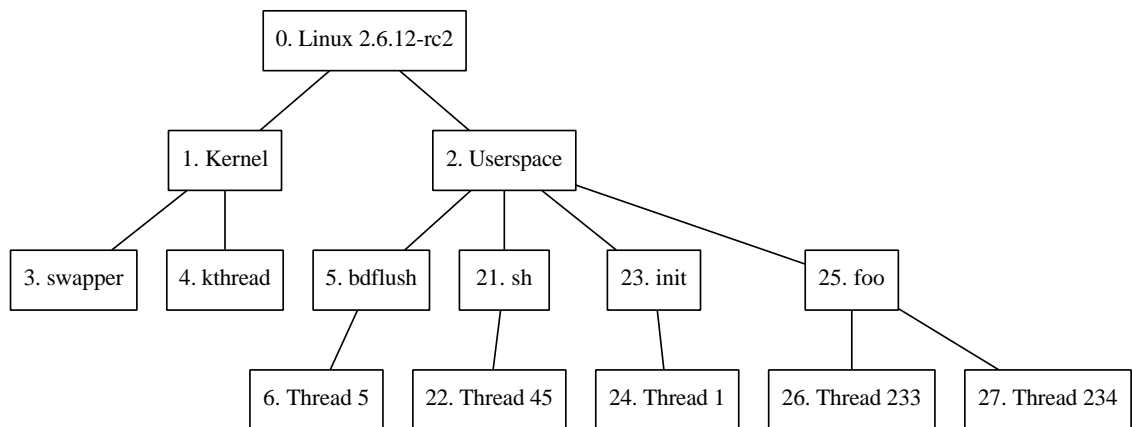 0. Linux 2.6.12-rc2
1. Kernel
2. Userspace
3. swapper
4. kthread
5. bdflush
21. sh
23. init
25. foo
6. Thread 5
22. Thread 45
24. Thread 1
26. Thread 233
27. Thread 234